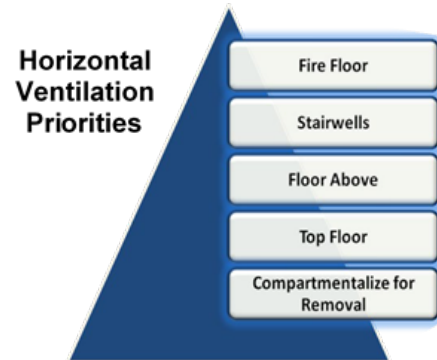 Horizontal
Ventilation
Priorities
Fire Floor
Stairwells
Floor Above
Top Floor
Compartmentalize for
Removal